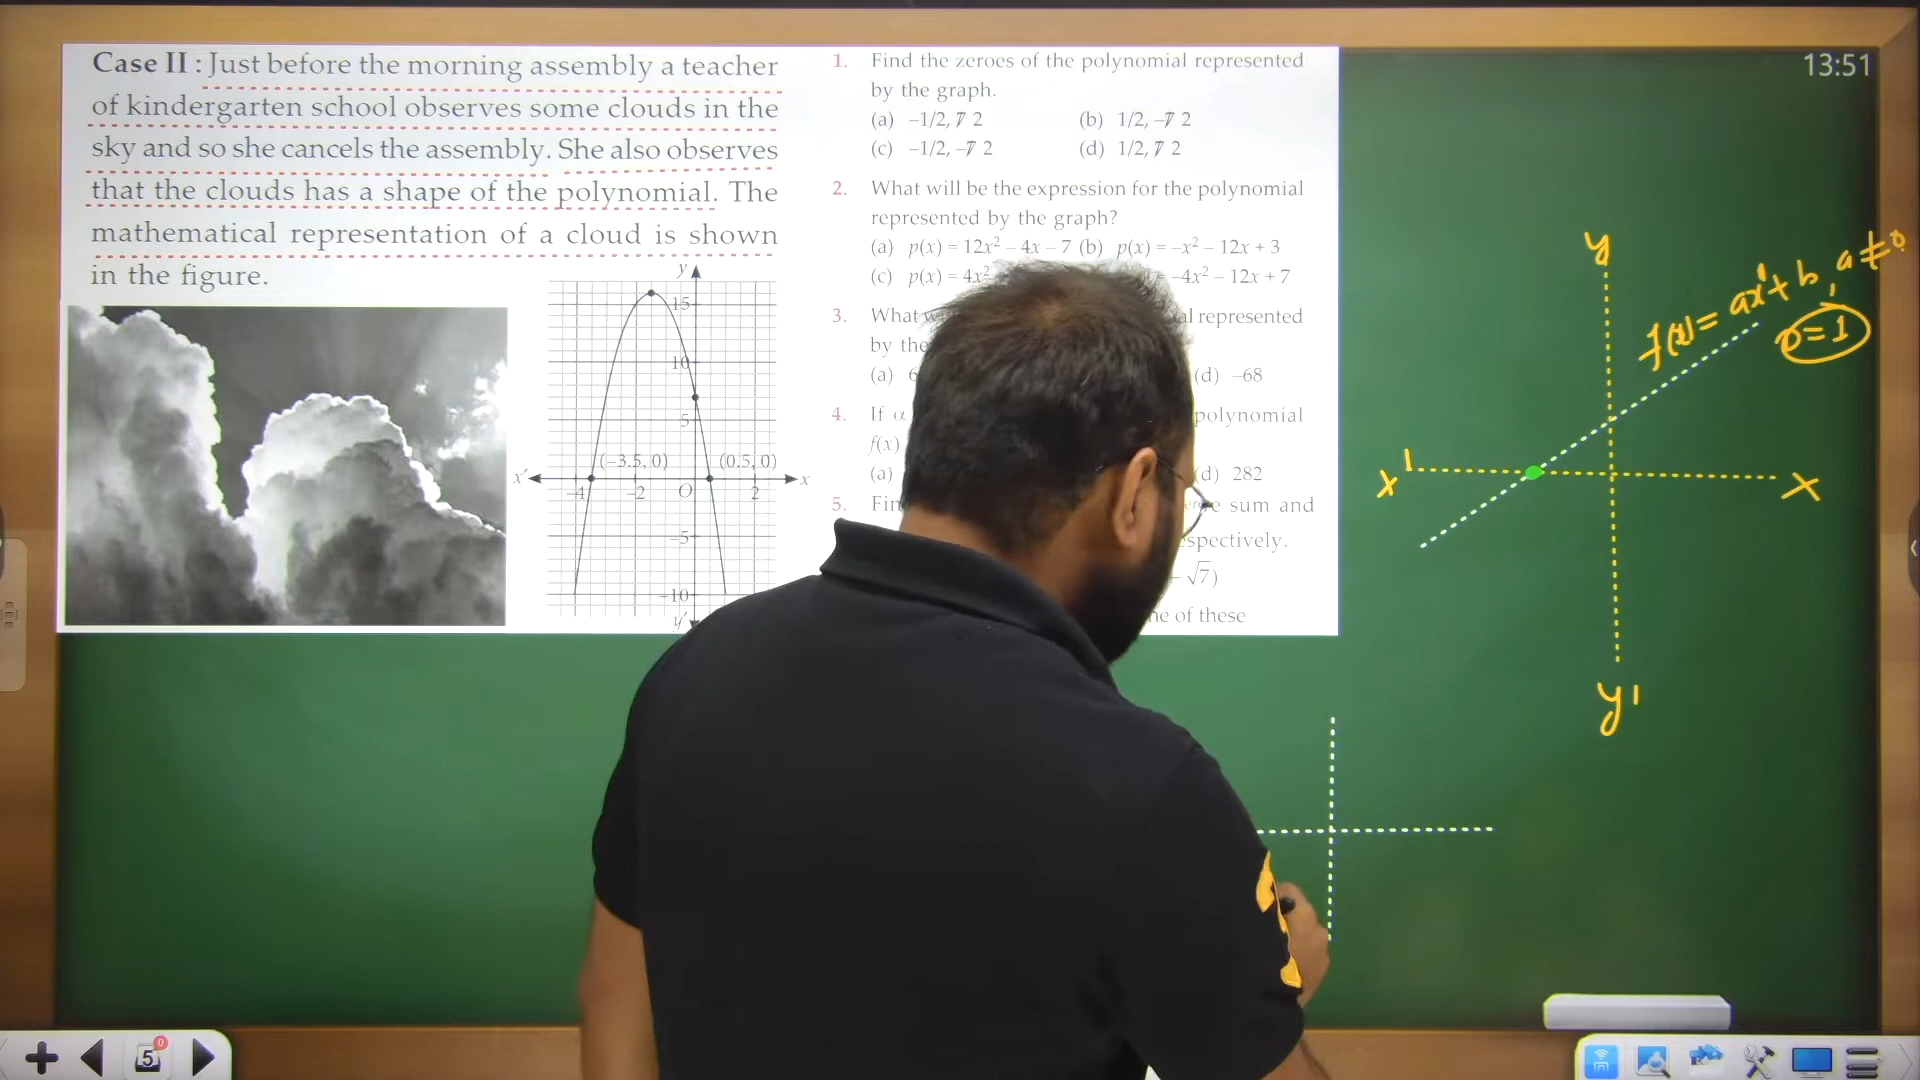 Case II : Just before the morning assembly a teacher
of kindergarten school observes some clouds in the
sky and so she cancels the assembly. She also observes
that the clouds has a shape of the polynomial. The
mathematical representation of a cloud is shown
in the figure.
y
15
10
5
(–3.5, 0) (0.5, 0)
x′ –4 –2 O 2 x
–5
–10
y′
1. Find the zeroes of the polynomial represented
by the graph.
(a) –1/2, 7/2 (b) 1/2, –7/2
(c) –1/2, –7/2 (d) 1/2, 7/2
2. What will be the expression for the polynomial
represented by the graph?
(a) p(x) = 12x² – 4x – 7 (b) p(x) = –x² – 12x + 3
(c) p(x) = 4x² –4x² – 12x + 7
3. What represented
by the
(a) (d) –68
4. If α polynomial
f(x)
(a) (d) 282
5. sum and
respectively.
√7)
of these
13:51
y
f(x) = ax¹ + b, a ≠ 0
D = 1
x¹ x
y¹
5
0